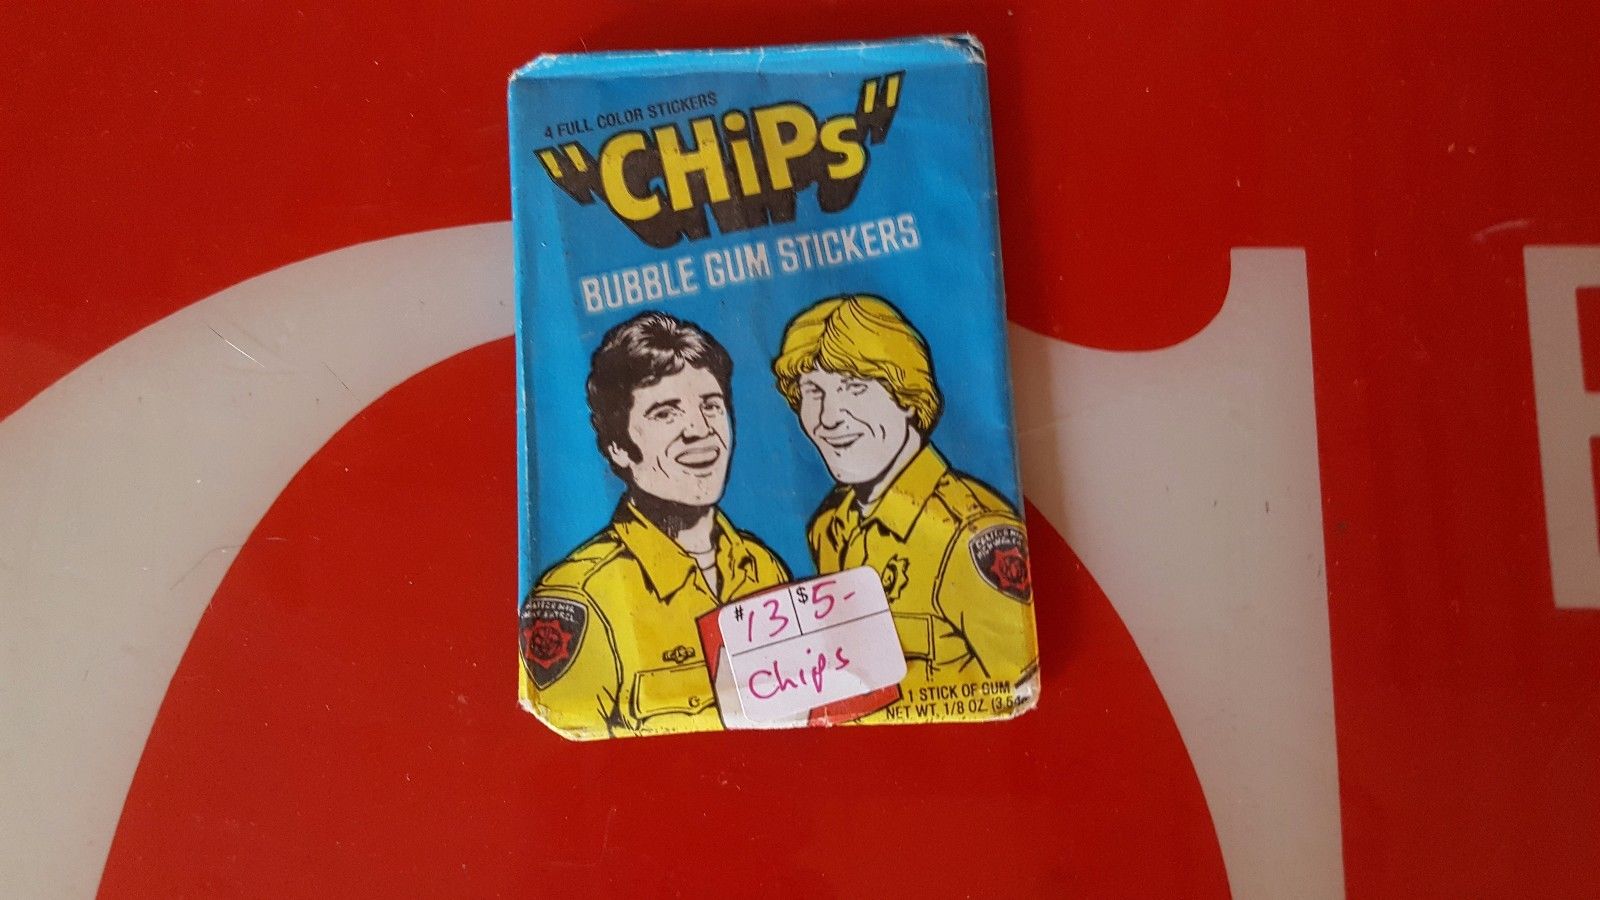 4 FULL COLOR STICKERS
"CHiPs"
BUBBLE GUM STICKERS
#13 $5-
Chips
1 STICK OF GUM
NET WT. 1/8 OZ.